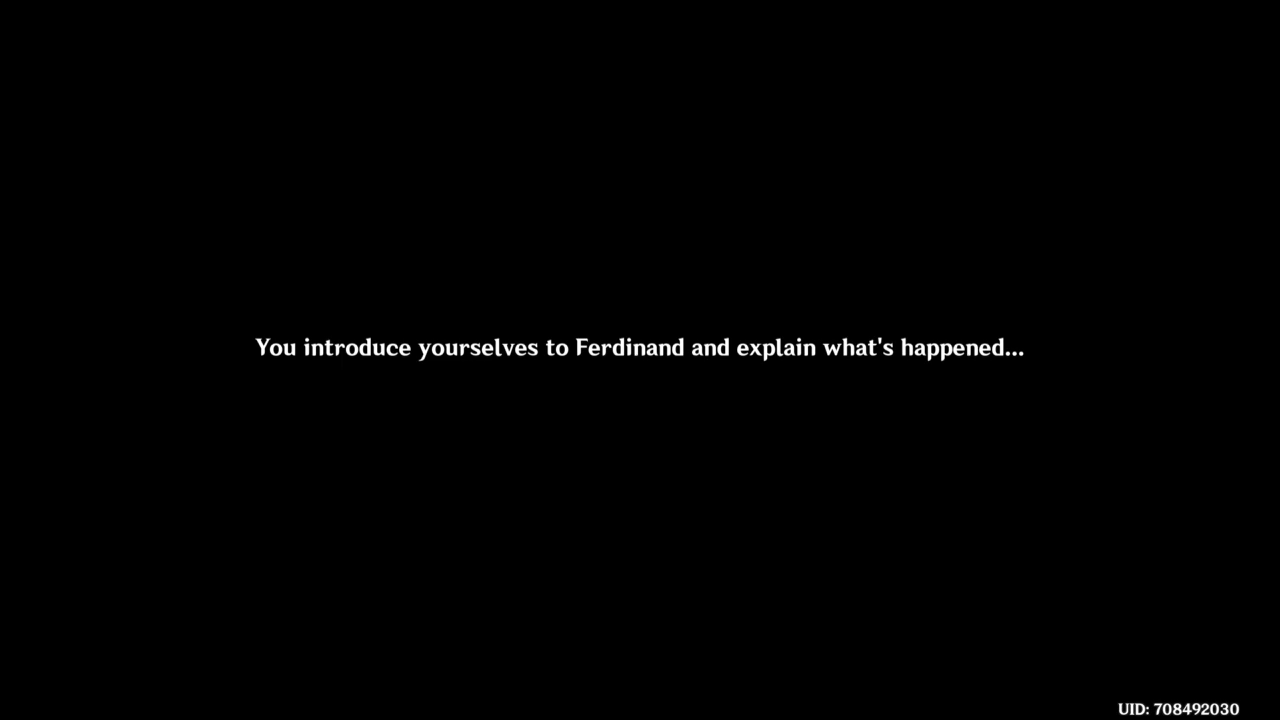 You introduce yourselves to Ferdinand and explain what's happened...
UID: 708492030